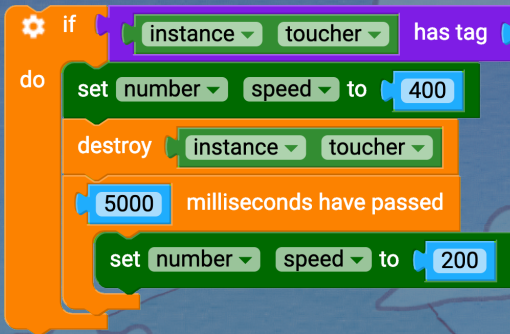 if instance toucher has tag
do
set number speed to 400
destroy instance toucher
5000 milliseconds have passed
set number speed to 200